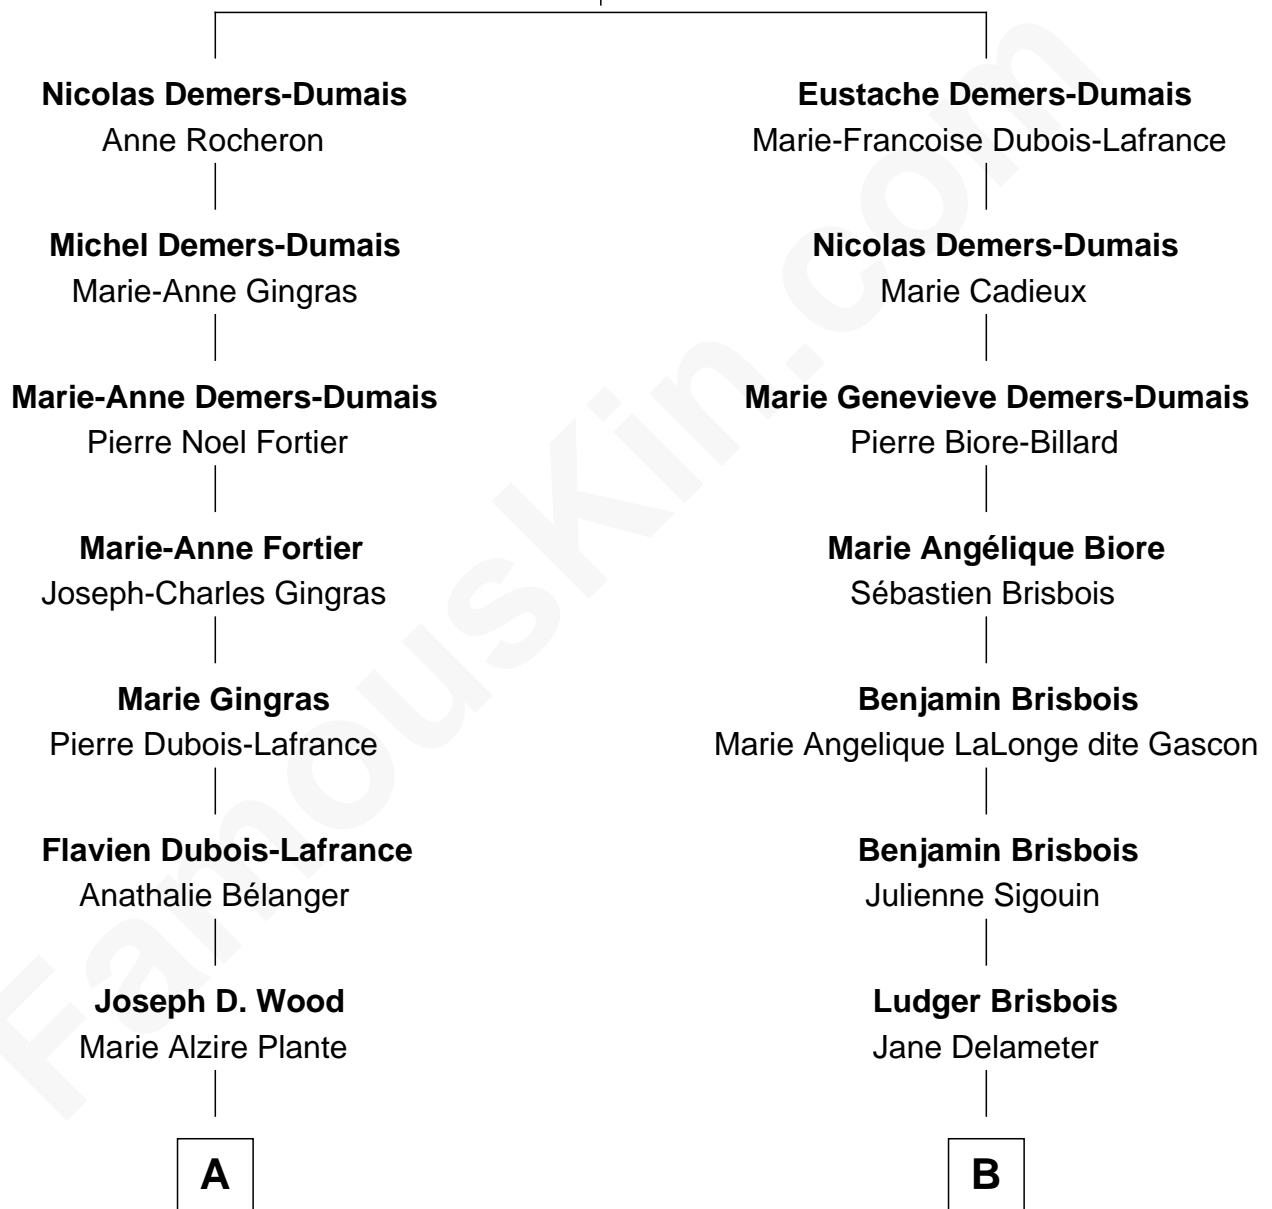 Nicolas Demers-Dumais
Anne Rocheron
Michel Demers-Dumais
Marie-Anne Gingras
Marie-Anne Demers-Dumais
Pierre Noel Fortier
Marie-Anne Fortier
Joseph-Charles Gingras
Marie Gingras
Pierre Dubois-Lafrance
Flavien Dubois-Lafrance
Anathalie Bélanger
Joseph D. Wood
Marie Alzire Plante
A
Eustache Demers-Dumais
Marie-Francoise Dubois-Lafrance
Nicolas Demers-Dumais
Marie Cadieux
Marie Genevieve Demers-Dumais
Pierre Biore-Billard
Marie Angélique Biore
Sébastien Brisbois
Benjamin Brisbois
Marie Angelique LaLonge dite Gascon
Benjamin Brisbois
Julienne Sigouin
Ludger Brisbois
Jane Delameter
B
FamousKin.com